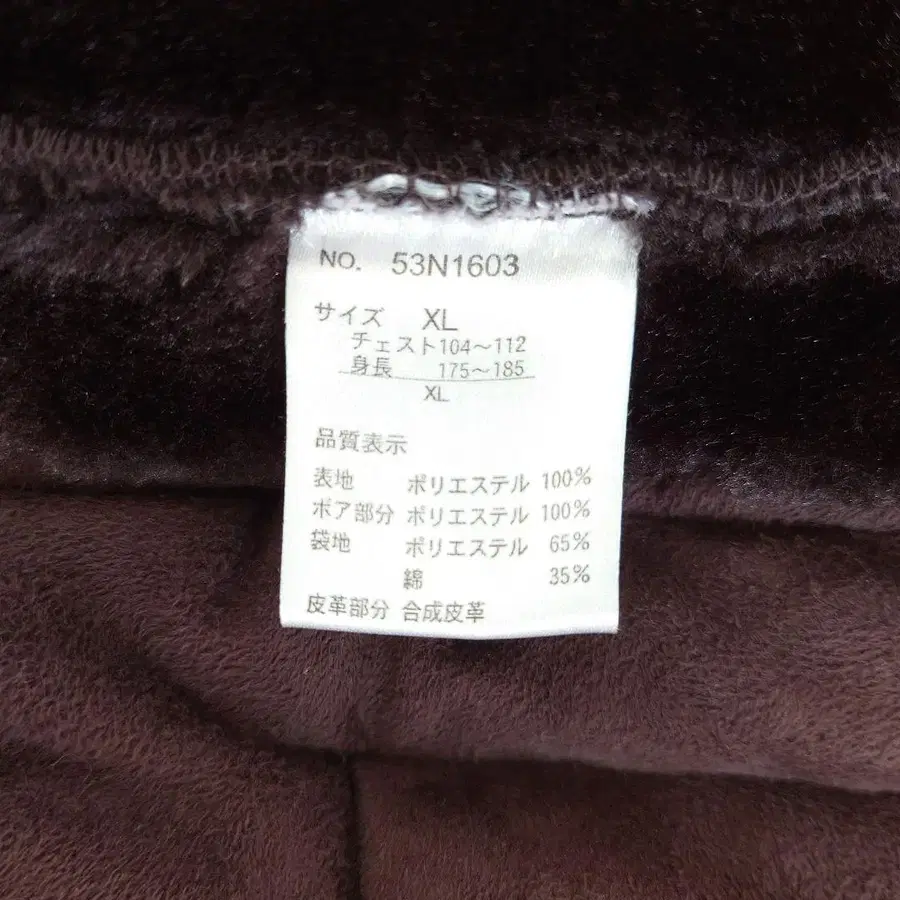 NO. 53N1603
サイズ XL
チェスト104～112
身長 175～185
XL
品質表示
表地 ポリエステル 100%
ボア部分 ポリエステル 100%
袋地 ポリエステル 65%
綿 35%
皮革部分 合成皮革